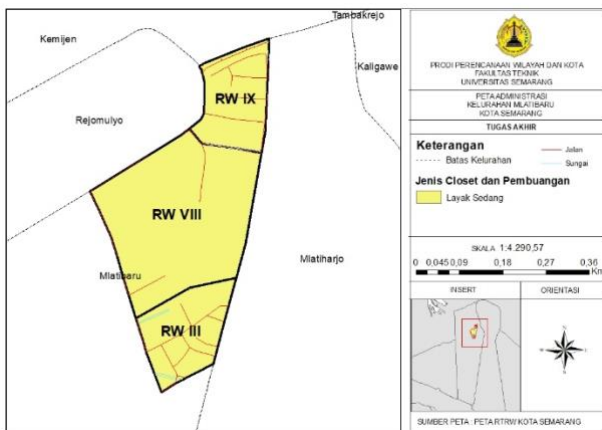 Tambakrejo
Kemijen
Kaligawe
RW IX
Rejomulyo
RW VIII
Mlatiharjo
Mlatibaru
RW III
PRODI PERENCANAAN WILAYAH DAN KOTA
FAKULTAS TEKNIK
UNIVERSITAS SEMARANG
PETA ADMINISTRASI
KELURAHAN MLATIBARU
KOTA SEMARANG
TUGAS AKHIR
Keterangan
Batas Kelurahan
Jalan
Sungai
Jenis Closet dan Pembuangan
Layak Sedang
SKALA 1:4.290,57
0 0,045 0,09 0,18 0,27 0,36
Km
INSERT
ORIENTASI
SUMBER PETA : PETA RTRW KOTA SEMARANG